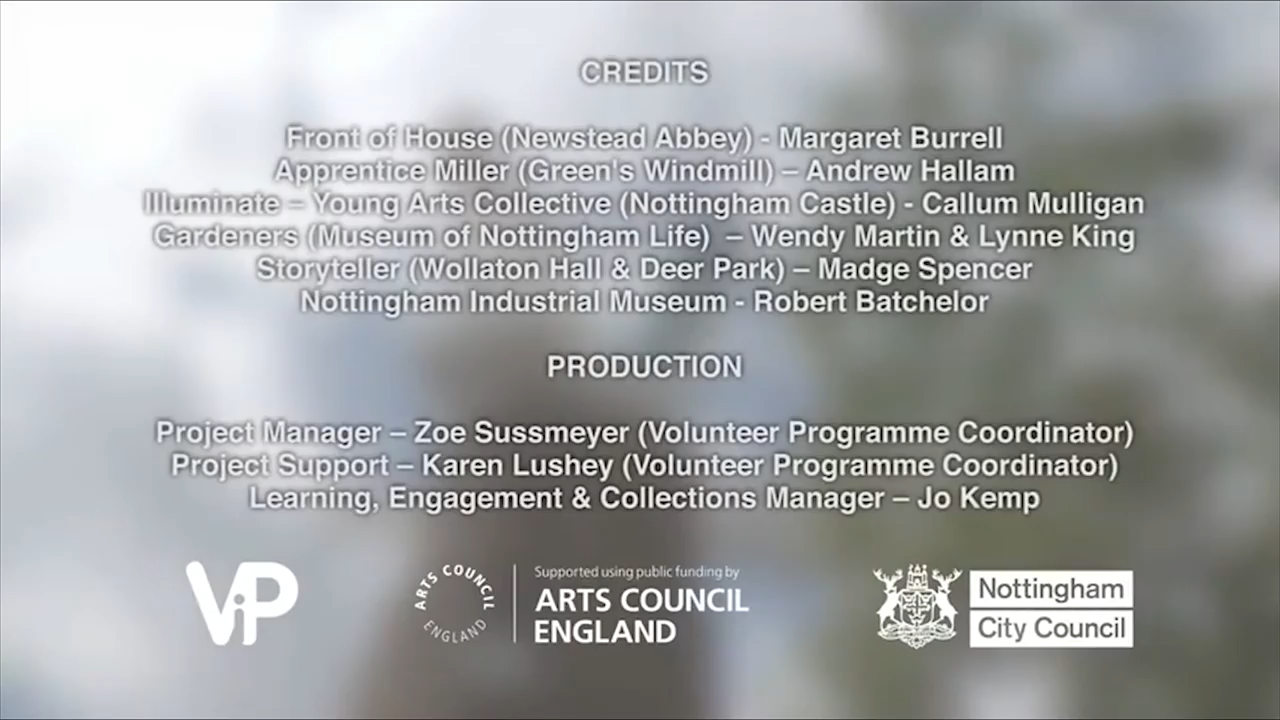 CREDITS
Front of House (Newstead Abbey) - Margaret Burrell
Apprentice Miller (Green's Windmill) – Andrew Hallam
Illuminate – Young Arts Collective (Nottingham Castle) - Callum Mulligan
Gardeners (Museum of Nottingham Life)  – Wendy Martin & Lynne King
Storyteller (Wollaton Hall & Deer Park) – Madge Spencer
Nottingham Industrial Museum - Robert Batchelor
PRODUCTION
Project Manager – Zoe Sussmeyer (Volunteer Programme Coordinator)
Project Support – Karen Lushey (Volunteer Programme Coordinator)
Learning, Engagement & Collections Manager – Jo Kemp
ViP
ARTS COUNCIL
ENGLAND
Supported using public funding by
ARTS COUNCIL
ENGLAND
Nottingham
City Council